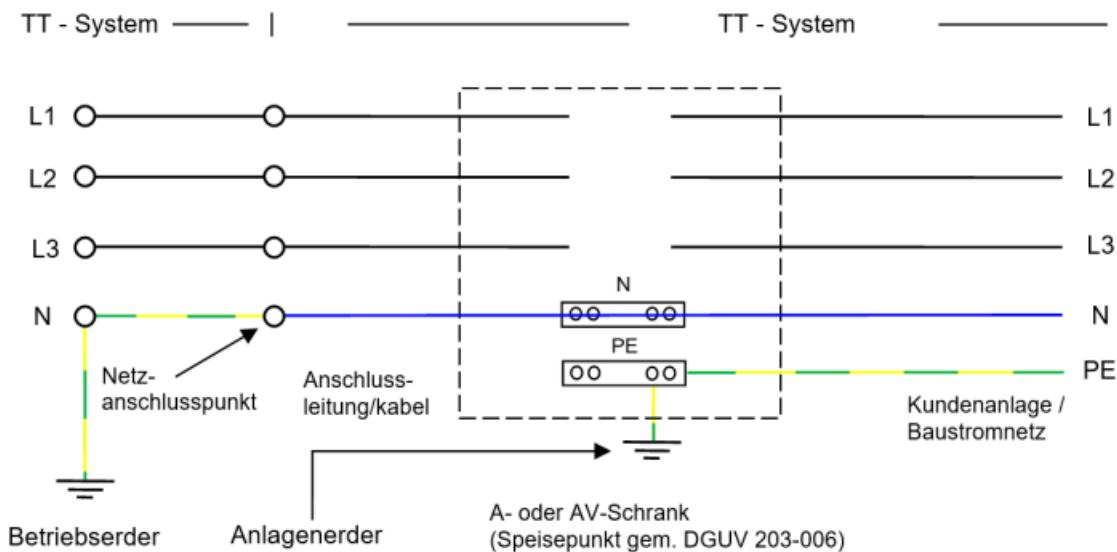 TT - System
TT - System
L1
L1
L2
L2
L3
L3
N
N
N
PE
PE
Netz-
anschlusspunkt
Anschluss-
leitung/kabel
Kundenanlage /
Baustromnetz
Betriebserder
Anlagenerder
A- oder AV-Schrank
(Speisepunkt gem. DGUV 203-006)